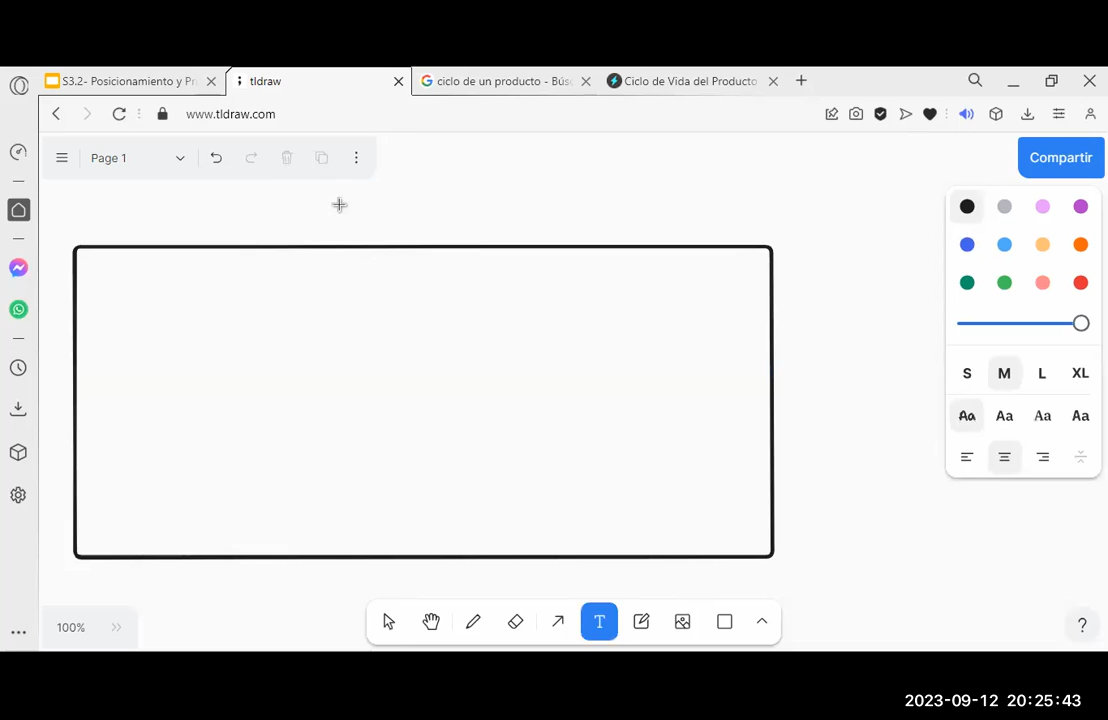 S3.2- Posicionamiento y Pr
tldraw
ciclo de un producto - Bús
Ciclo de Vida del Producto
www.tldraw.com
Page 1
Compartir
S M L XL
Aa Aa Aa Aa
100%
T
?
2023-09-12 20:25:43